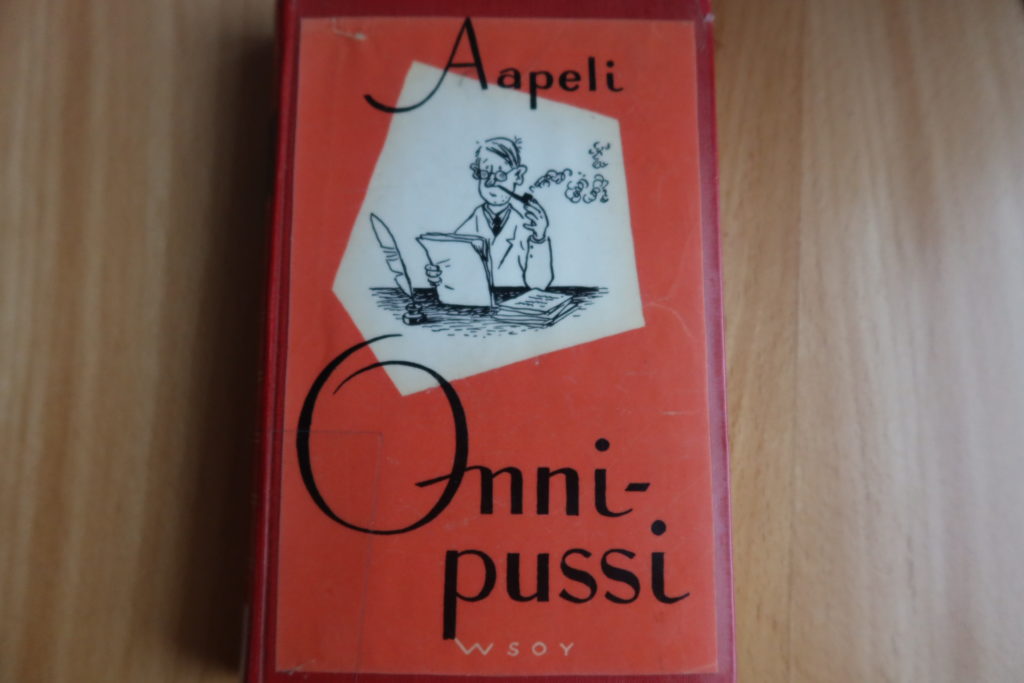 Aapeli
Onni-
pussi
WSOY